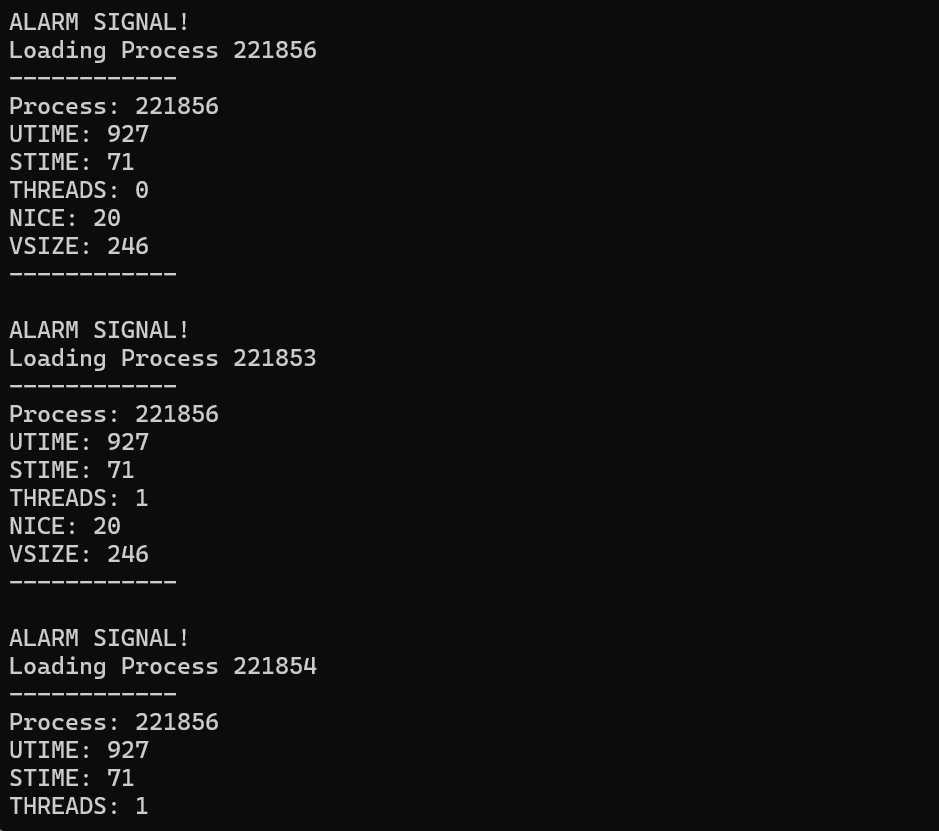 ALARM SIGNAL!
Loading Process 221856
------------
Process: 221856
UTIME: 927
STIME: 71
THREADS: 0
NICE: 20
VSIZE: 246
------------
ALARM SIGNAL!
Loading Process 221853
------------
Process: 221856
UTIME: 927
STIME: 71
THREADS: 1
NICE: 20
VSIZE: 246
------------
ALARM SIGNAL!
Loading Process 221854
------------
Process: 221856
UTIME: 927
STIME: 71
THREADS: 1